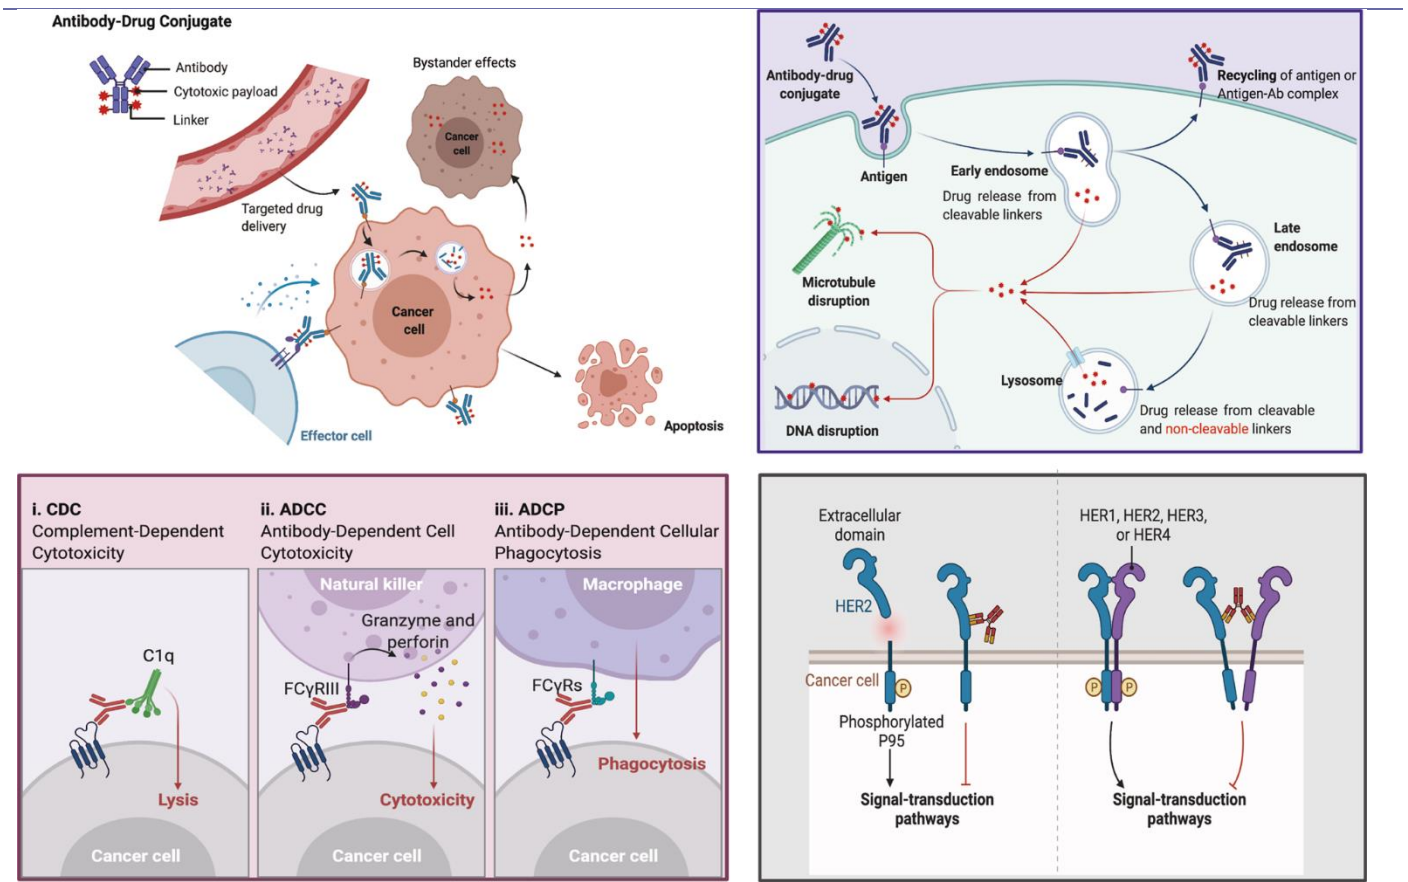 Antibody-Drug Conjugate
Antibody
Cytotoxic payload
Linker
Targeted drug
delivery
Bystander effects
Cancer
cell
Cancer
cell
Effector cell
Apoptosis
Antibody-drug
conjugate
Antigen
Early endosome
Drug release from
cleavable linkers
Recycling of antigen or
Antigen-Ab complex
Late
endosome
Drug release from
cleavable linkers
Microtubule
disruption
Lysosome
Drug release from cleavable
and non-cleavable linkers
DNA disruption
i. CDC
Complement-Dependent
Cytotoxicity
C1q
Lysis
Cancer cell
ii. ADCC
Antibody-Dependent Cell
Cytotoxicity
Natural killer
Granzyme and
perforin
FCγRIII
Cytotoxicity
Cancer cell
iii. ADCP
Antibody-Dependent Cellular
Phagocytosis
Macrophage
FCγRs
Phagocytosis
Cancer cell
Extracellular
domain
HER2
Cancer cell
P
Phosphorylated
P95
Signal-transduction
pathways
HER1, HER2, HER3,
or HER4
P
P
Signal-transduction
pathways